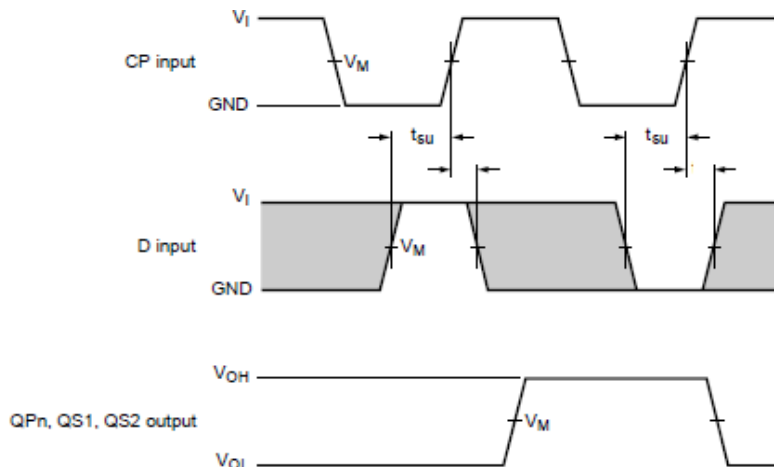 VI
CP input
VM
GND
tsu
tsu
VI
D input
VM
GND
VOH
QPn, QS1, QS2 output
VM
VOL